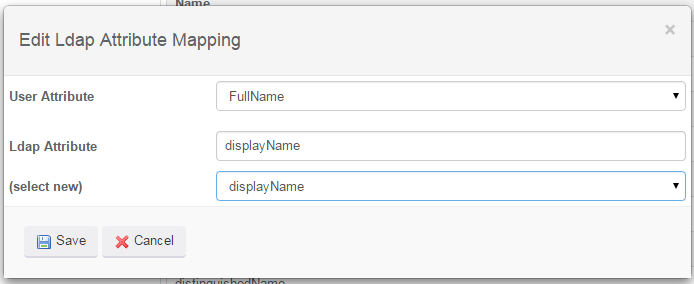 Name
Edit Ldap Attribute Mapping
×
User Attribute
FullName
Ldap Attribute
displayName
(select new)
displayName
Save
Cancel
distinguishedName